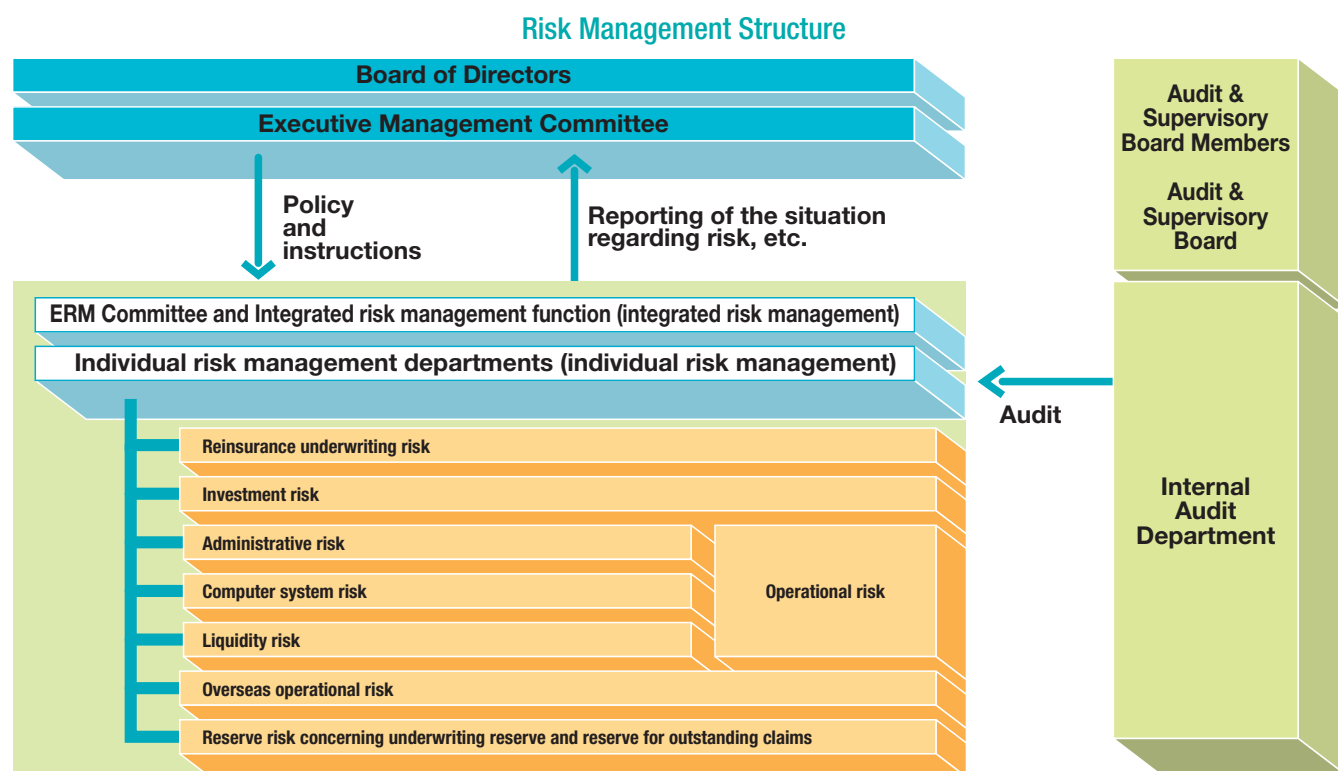 Risk Management Structure
Board of Directors
Executive Management Committee
Policy
and
instructions
Reporting of the situation
regarding risk, etc.
ERM Committee and Integrated risk management function (integrated risk management)
Individual risk management departments (individual risk management)
Reinsurance underwriting risk
Investment risk
Administrative risk
Computer system risk
Liquidity risk
Operational risk
Overseas operational risk
Reserve risk concerning underwriting reserve and reserve for outstanding claims
Audit
Audit &
Supervisory
Board Members
Audit &
Supervisory
Board
Internal
Audit
Department